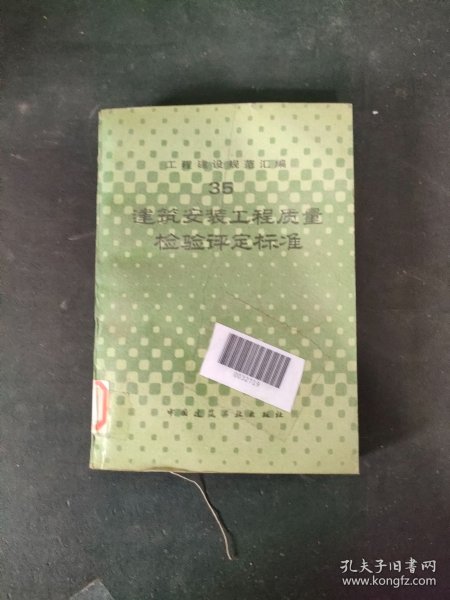 工程建设规范汇编
35
建筑安装工程质量
检验评定标准
0032709
中国建筑工业出版社
孔夫子旧书网
www.kongfz.com